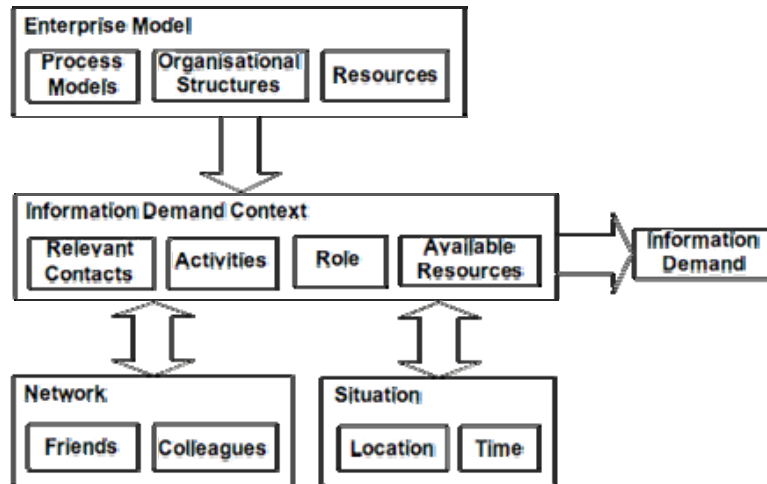 Enterprise Model
Process
Models
Organisational
Structures
Resources
Information Demand Context
Relevant
Contacts
Activities
Role
Available
Resources
Information
Demand
Network
Friends
Colleagues
Situation
Location
Time